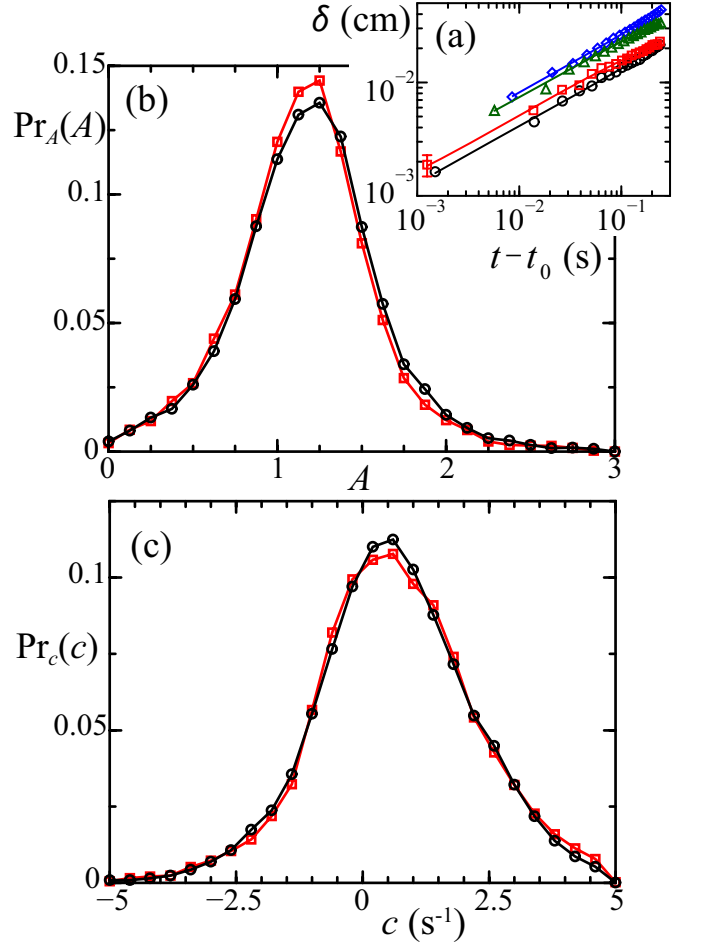 δ (cm)
(a)
10⁻²
10⁻³
10⁻³ 10⁻² 10⁻¹
t − t₀ (s)
(b)
Pr_A(A)
0.15
0.1
0.05
0
0 1 2 3
A
(c)
Pr_c(c)
0.1
0.05
0
−5 −2.5 0 2.5 5
c (s⁻¹)